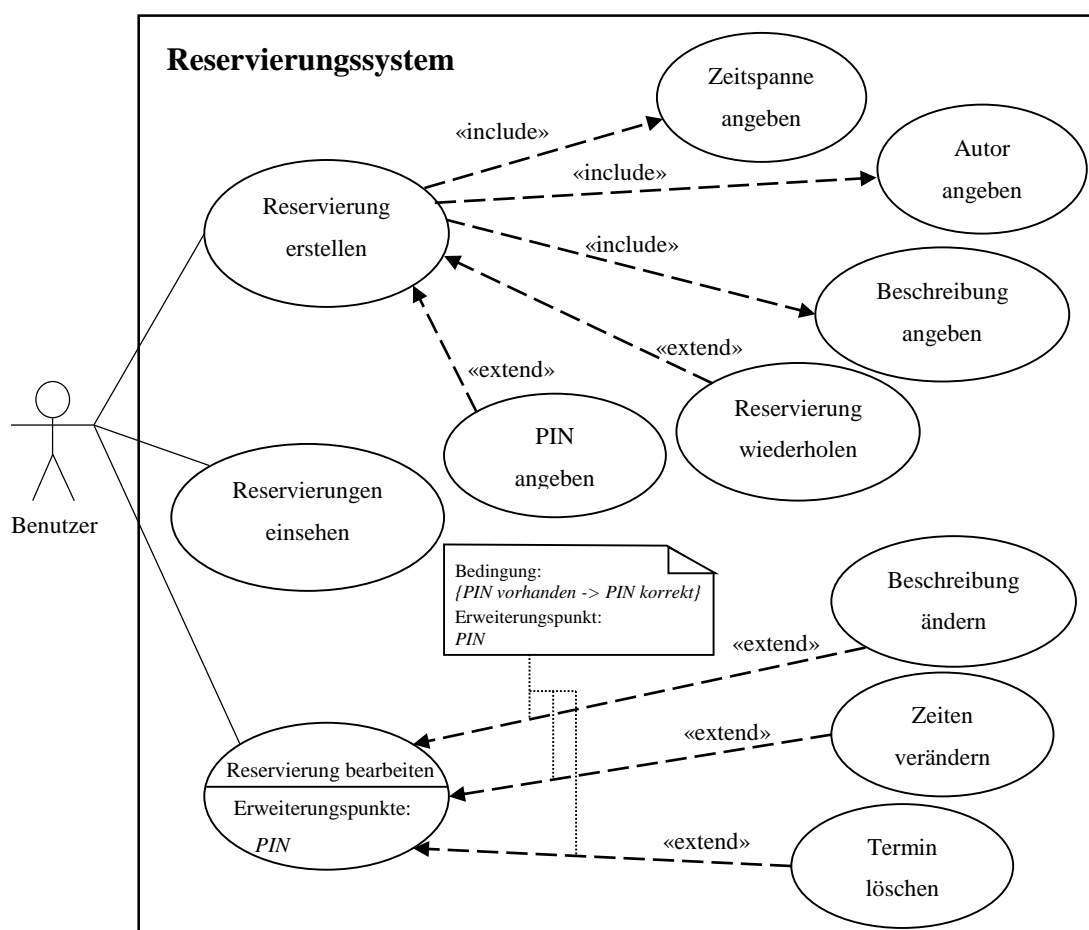 Reservierungssystem
Zeitspanne
angeben
«include»
Autor
angeben
«include»
Reservierung
erstellen
«include»
Beschreibung
angeben
«extend»
«extend»
Reservierung
wiederholen
PIN
angeben
Benutzer
Reservierungen
einsehen
Bedingung:
{PIN vorhanden -> PIN korrekt}
Erweiterungspunkt:
PIN
Beschreibung
ändern
«extend»
Zeiten
verändern
«extend»
Reservierung bearbeiten
Erweiterungspunkte:
PIN
«extend»
Termin
löschen